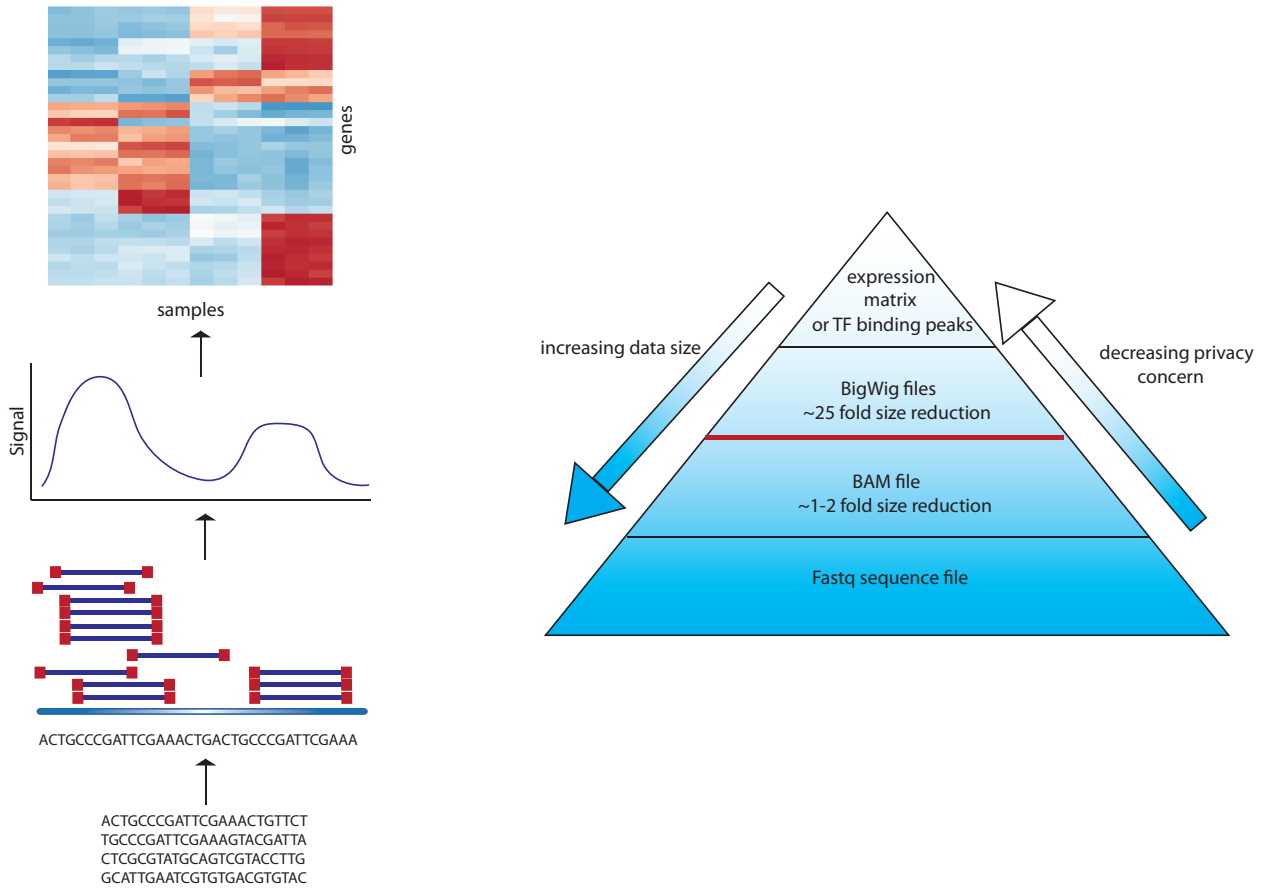 genes
samples
Signal
ACTGCCCGATTCGAAACTGACTGCCCGATTCGAAA
ACTGCCCGATTCGAAACTGTTCT
TGCCCGATTCGAAAGTACGATTA
CTCGCGTATGCAGTCGTACCTTG
GCATTGAATCGTGTGACGTGTAC
increasing data size
expression
matrix
or TF binding peaks
decreasing privacy
concern
BigWig files
~25 fold size reduction
BAM file
~1-2 fold size reduction
Fastq sequence file